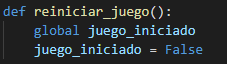 def reiniciar_juego():
    global juego_iniciado
    juego_iniciado = False